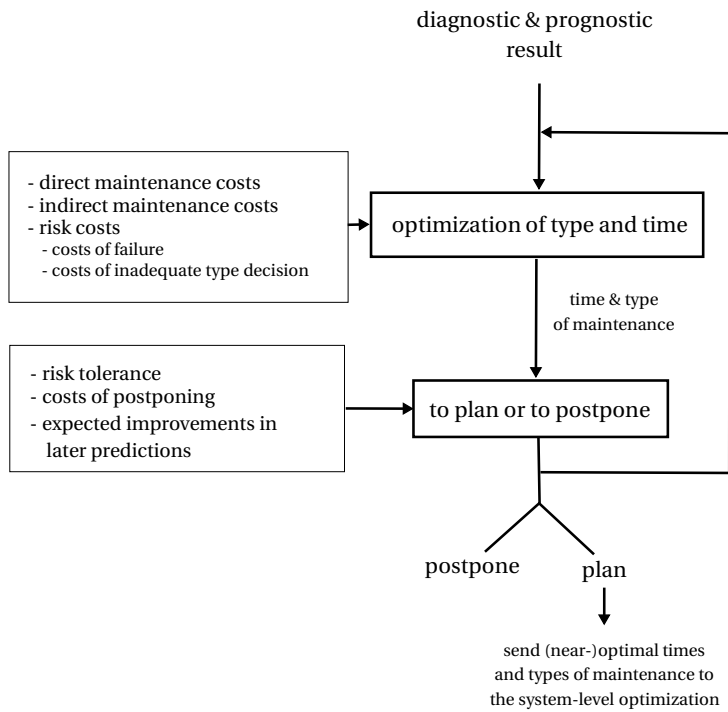 diagnostic & prognostic
result
- direct maintenance costs
- indirect maintenance costs
- risk costs
- costs of failure
- costs of inadequate type decision
optimization of type and time
time & type
of maintenance
- risk tolerance
- costs of postponing
- expected improvements in
later predictions
to plan or to postpone
postpone
plan
send (near-)optimal times
and types of maintenance to
the system-level optimization